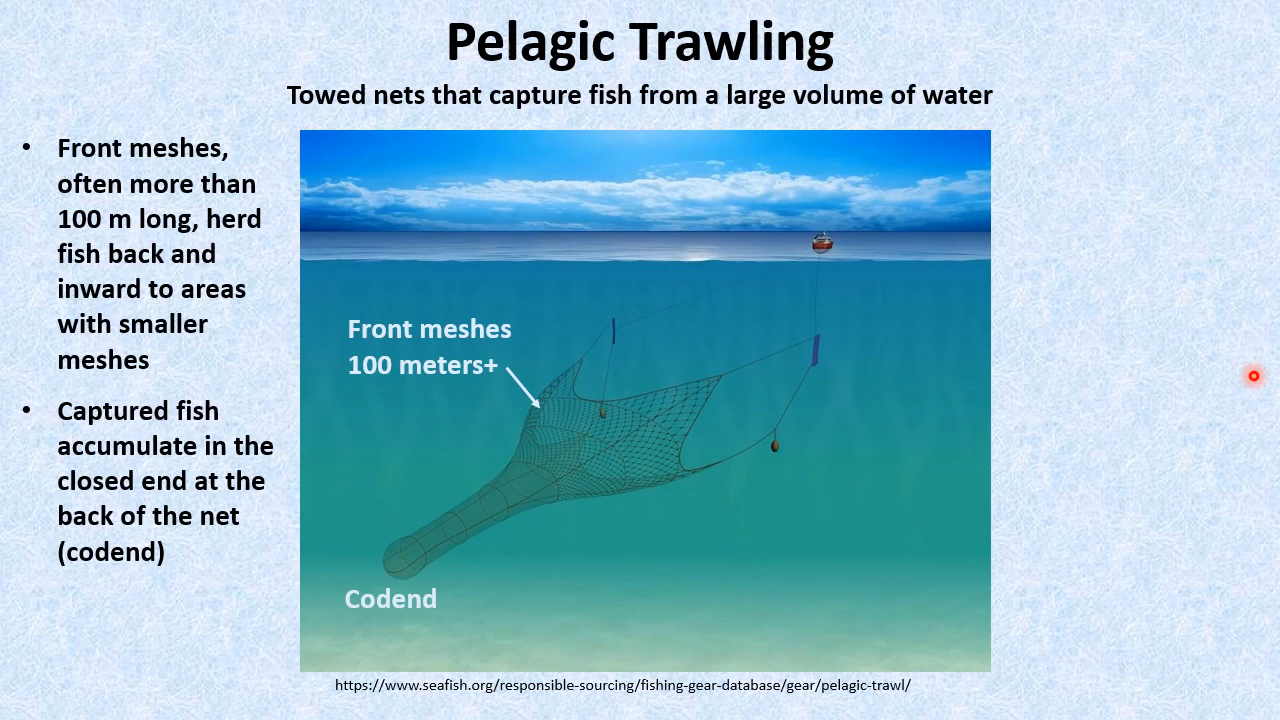 Pelagic Trawling
Towed nets that capture fish from a large volume of water
• Front meshes,
often more than
100 m long, herd
fish back and
inward to areas
with smaller
meshes
• Captured fish
accumulate in the
closed end at the
back of the net
(codend)
Front meshes
100 meters+
Codend
https://www.seafish.org/responsible-sourcing/fishing-gear-database/gear/pelagic-trawl/